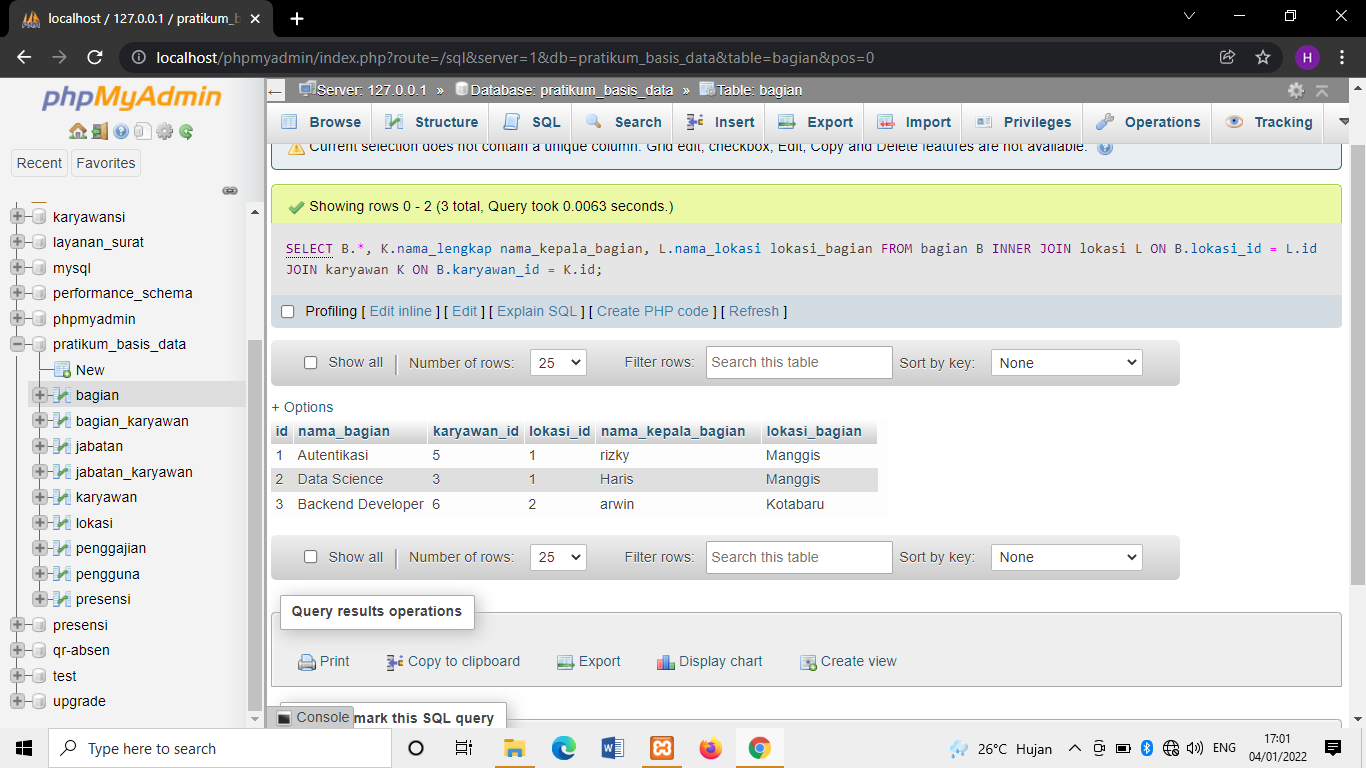 localhost / 127.0.0.1 / pratikum_b
localhost/phpmyadmin/index.php?route=/sql&server=1&db=pratikum_basis_data&table=bagian&pos=0
H
phpMyAdmin
Recent Favorites
karyawansi
layanan_surat
mysql
performance_schema
phpmyadmin
pratikum_basis_data
New
bagian
bagian_karyawan
jabatan
jabatan_karyawan
karyawan
lokasi
penggajian
pengguna
presensi
presensi
qr-absen
test
upgrade
Server: 127.0.0.1 » Database: pratikum_basis_data » Table: bagian
Browse Structure SQL Search Insert Export Import Privileges Operations Tracking
Current selection does not contain a unique column. Grid edit, checkbox, Edit, Copy and Delete features are not available.
Showing rows 0 - 2 (3 total, Query took 0.0063 seconds.)
SELECT B.*, K.nama_lengkap nama_kepala_bagian, L.nama_lokasi lokasi_bagian FROM bagian B INNER JOIN lokasi L ON B.lokasi_id = L.id
JOIN karyawan K ON B.karyawan_id = K.id;
Profiling [ Edit inline ] [ Edit ] [ Explain SQL ] [ Create PHP code ] [ Refresh ]
Show all | Number of rows: 25 Filter rows: Search this table Sort by key: None
+ Options
id nama_bagian karyawan_id lokasi_id nama_kepala_bagian lokasi_bagian
1 Autentikasi 5 1 rizky Manggis
2 Data Science 3 1 Haris Manggis
3 Backend Developer 6 2 arwin Kotabaru
Show all | Number of rows: 25 Filter rows: Search this table Sort by key: None
Query results operations
Print Copy to clipboard Export Display chart Create view
Console mark this SQL query
Type here to search
26°C Hujan ENG 17:01
04/01/2022